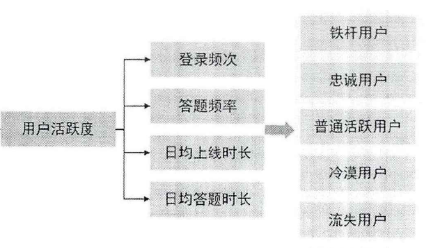 用户活跃度
登录频次
答题频率
日均上线时长
日均答题时长
铁杆用户
忠诚用户
普通活跃用户
冷漠用户
流失用户